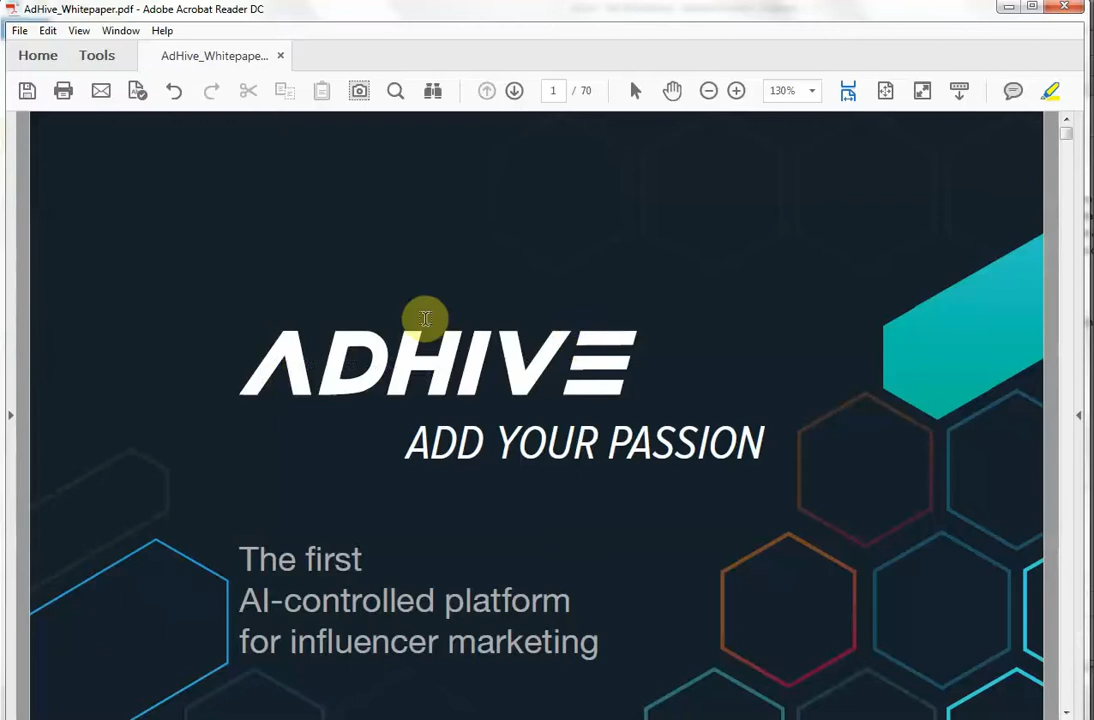 AdHive_Whitepaper.pdf - Adobe Acrobat Reader DC
File Edit View Window Help
Home Tools AdHive_Whitepape... ×
1 / 70 130%
ADHIVE
ADD YOUR PASSION
The first
AI-controlled platform
for influencer marketing